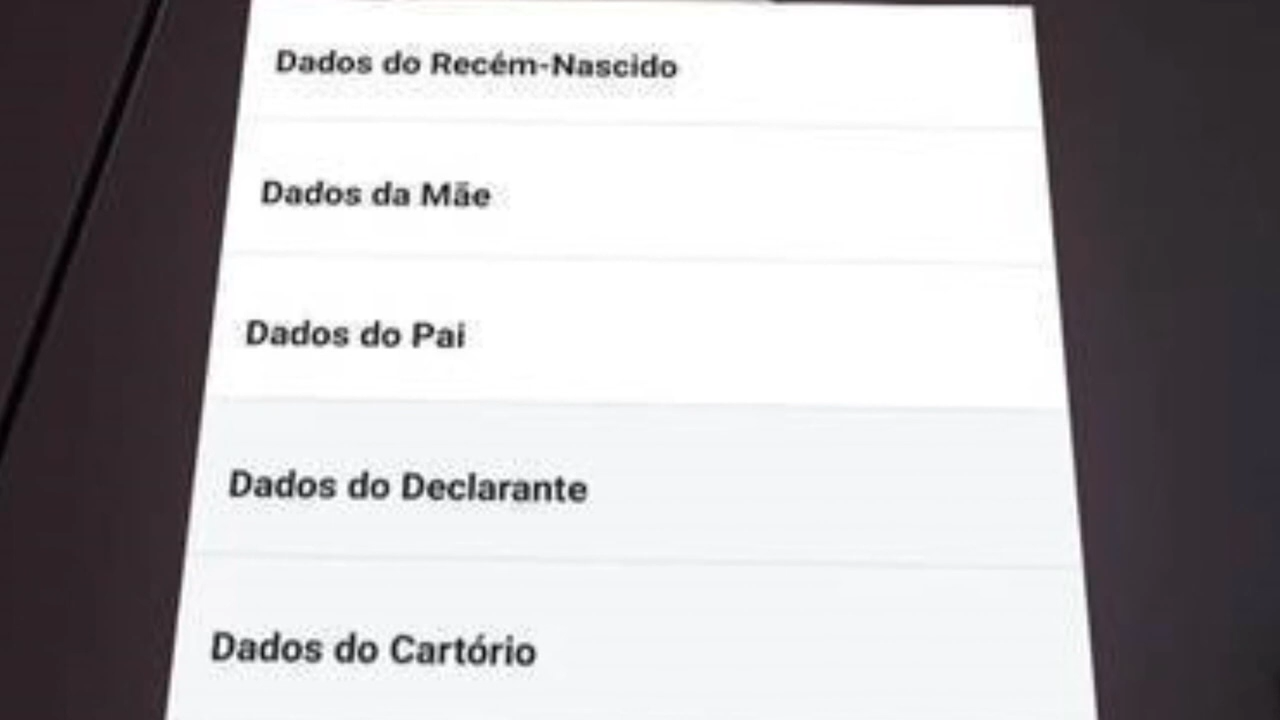 Dados do Recém-Nascido
Dados da Mãe
Dados do Pai
Dados do Declarante
Dados do Cartório